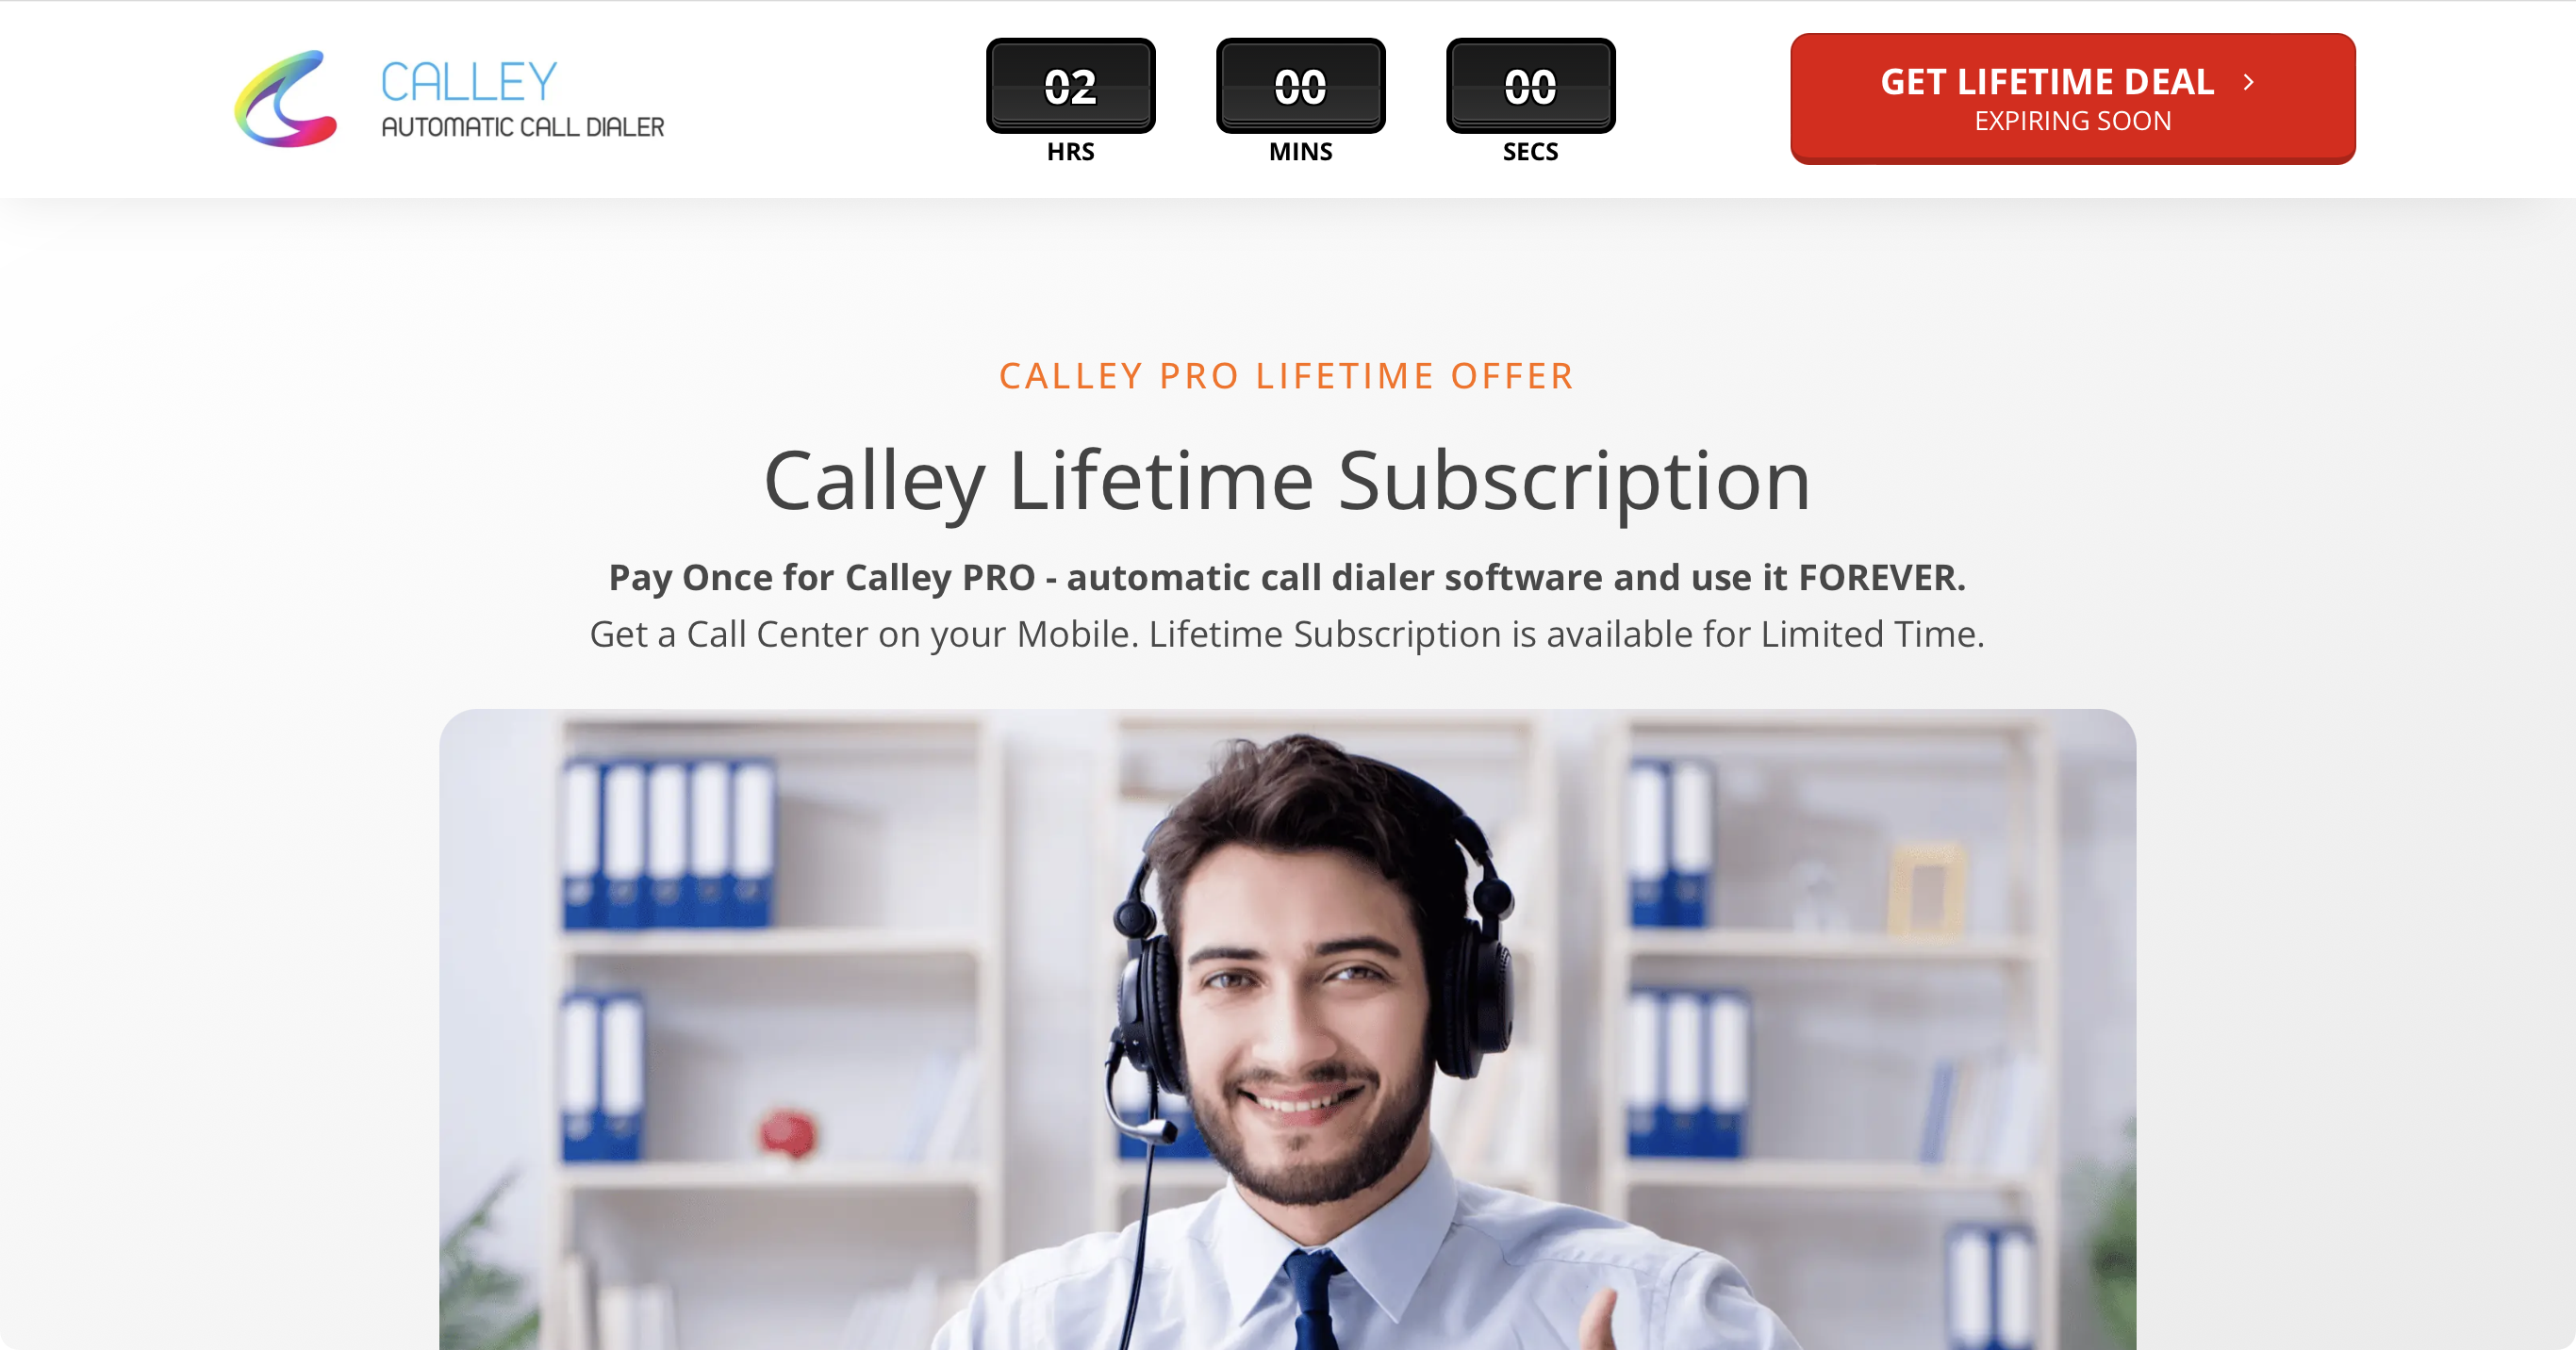 CALLEY
AUTOMATIC CALL DIALER
02
HRS
00
MINS
00
SECS
GET LIFETIME DEAL
EXPIRING SOON
CALLEY PRO LIFETIME OFFER
Calley Lifetime Subscription
Pay Once for Calley PRO - automatic call dialer software and use it FOREVER.
Get a Call Center on your Mobile. Lifetime Subscription is available for Limited Time.